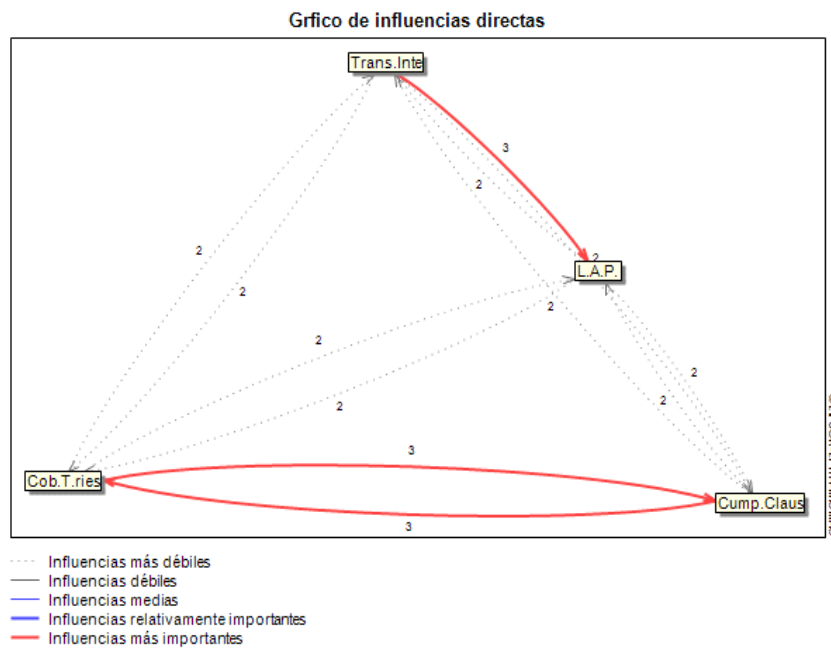 Grfico de influencias directas
Trans.Inte
3
2
2
2
2
L.A.P.
2
2
2
2
2
3
Cob.T.ries
Cump.Claus
3
Influencias más débiles
Influencias débiles
Influencias medias
Influencias relativamente importantes
Influencias más importantes